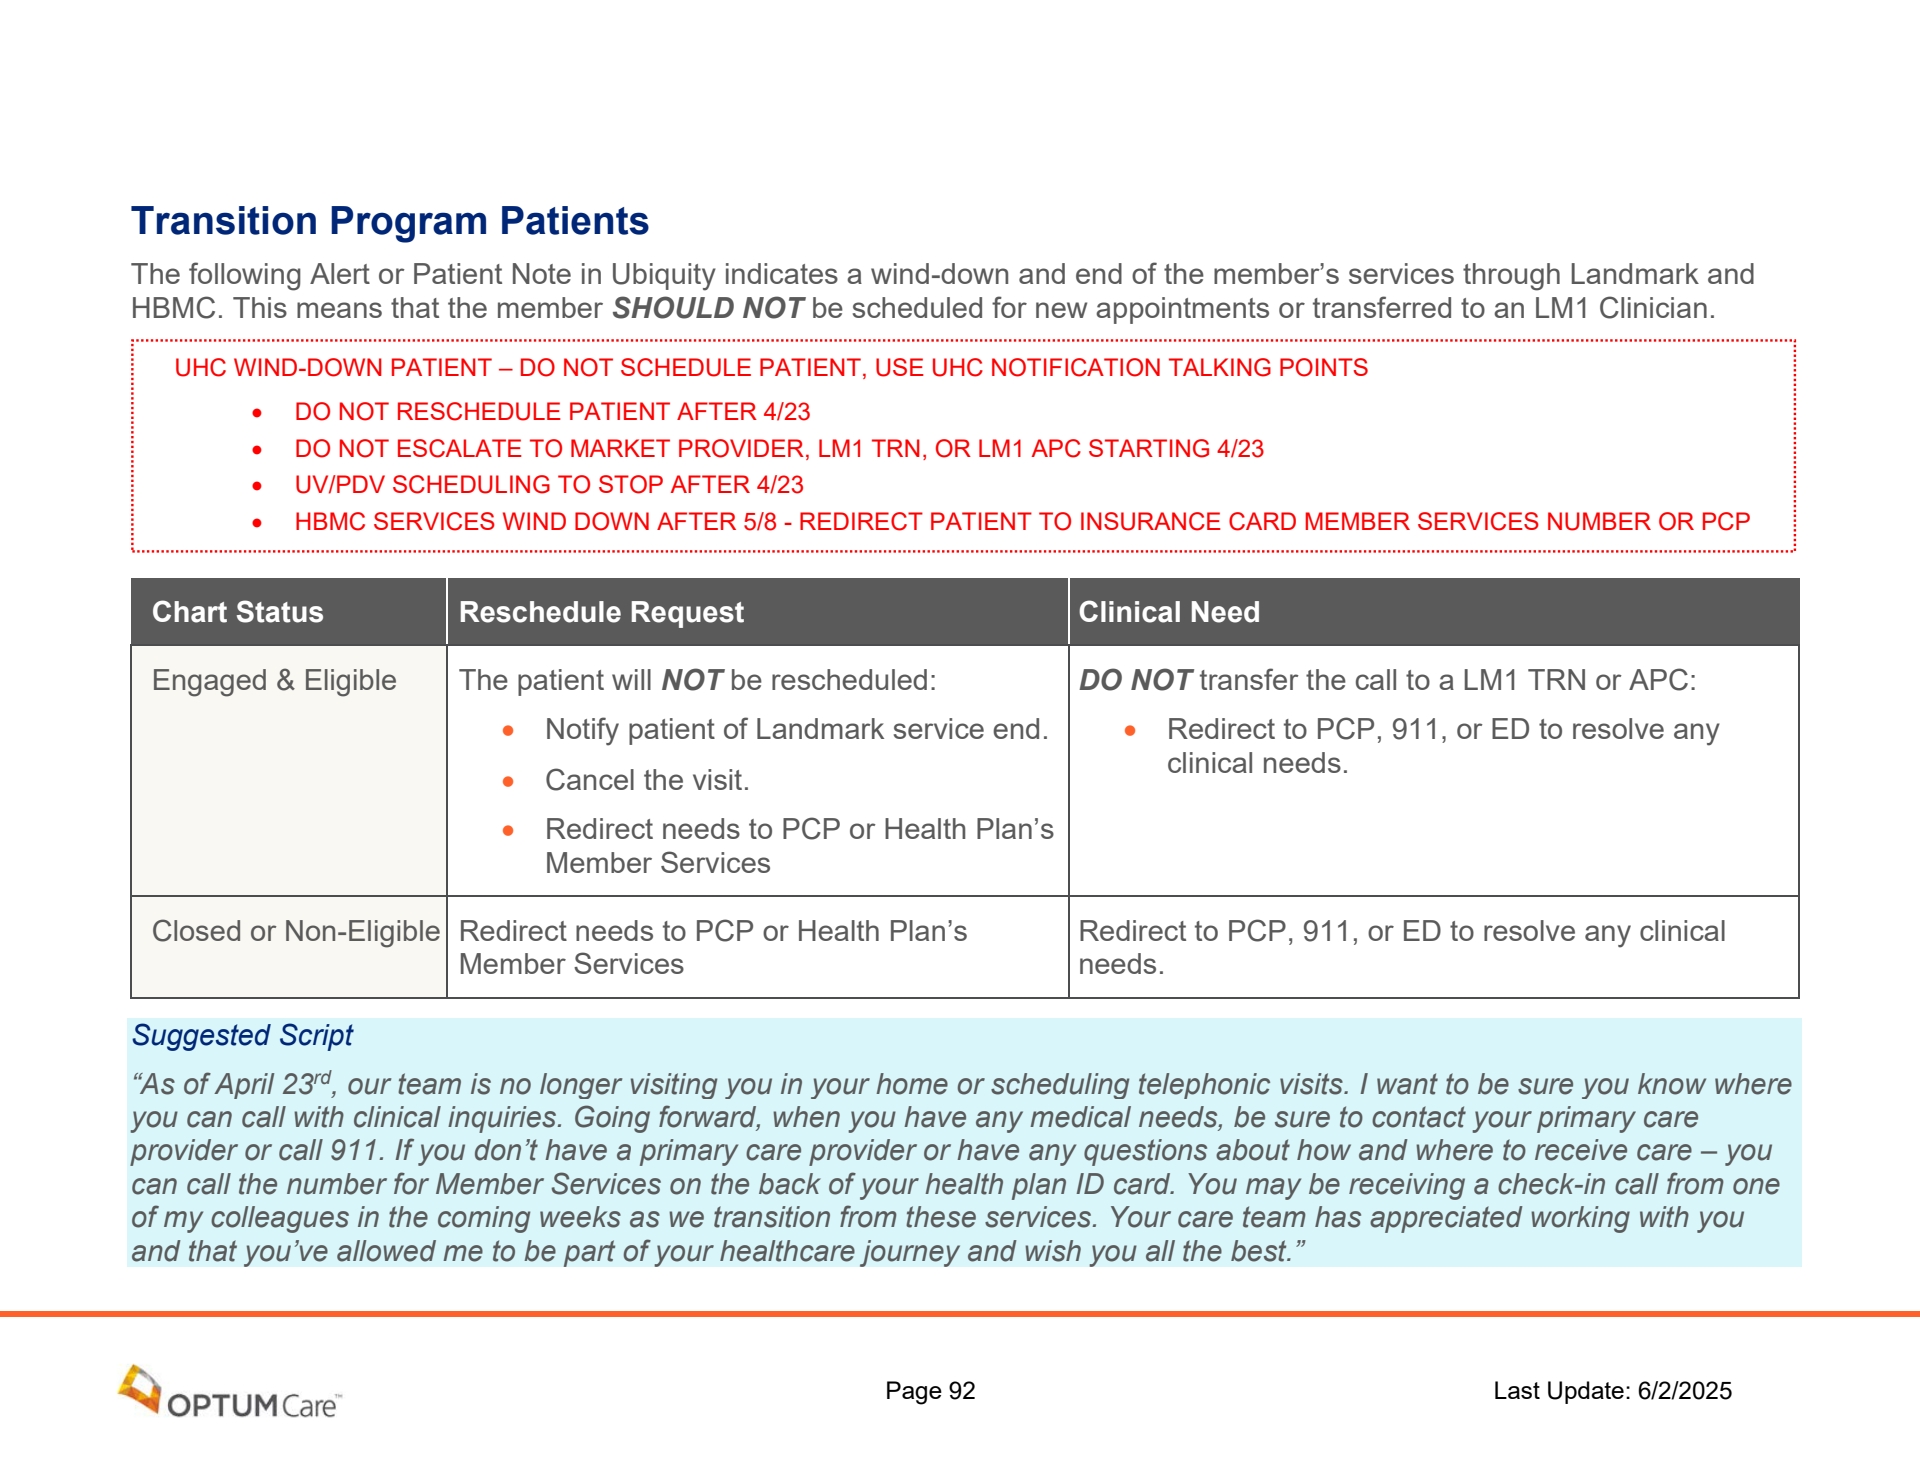 Transition Program Patients
The following Alert or Patient Note in Ubiquity indicates a wind-down and end of the member’s services through Landmark and
HBMC. This means that the member SHOULD NOT be scheduled for new appointments or transferred to an LM1 Clinician.
UHC WIND-DOWN PATIENT – DO NOT SCHEDULE PATIENT, USE UHC NOTIFICATION TALKING POINTS
• DO NOT RESCHEDULE PATIENT AFTER 4/23
• DO NOT ESCALATE TO MARKET PROVIDER, LM1 TRN, OR LM1 APC STARTING 4/23
• UV/PDV SCHEDULING TO STOP AFTER 4/23
• HBMC SERVICES WIND DOWN AFTER 5/8 - REDIRECT PATIENT TO INSURANCE CARD MEMBER SERVICES NUMBER OR PCP
Chart Status
Reschedule Request
Clinical Need
Engaged & Eligible
The patient will NOT be rescheduled:
• Notify patient of Landmark service end.
• Cancel the visit.
• Redirect needs to PCP or Health Plan’s
Member Services
DO NOT transfer the call to a LM1 TRN or APC:
• Redirect to PCP, 911, or ED to resolve any
clinical needs.
Closed or Non-Eligible
Redirect needs to PCP or Health Plan’s
Member Services
Redirect to PCP, 911, or ED to resolve any clinical
needs.
Suggested Script
“As of April 23rd, our team is no longer visiting you in your home or scheduling telephonic visits. I want to be sure you know where
you can call with clinical inquiries. Going forward, when you have any medical needs, be sure to contact your primary care
provider or call 911. If you don’t have a primary care provider or have any questions about how and where to receive care – you
can call the number for Member Services on the back of your health plan ID card. You may be receiving a check-in call from one
of my colleagues in the coming weeks as we transition from these services. Your care team has appreciated working with you
and that you’ve allowed me to be part of your healthcare journey and wish you all the best.”
OPTUMCare™
Page 92
Last Update: 6/2/2025